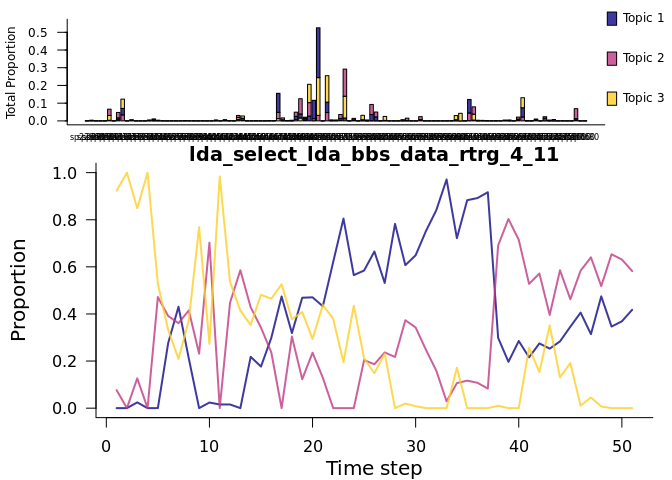 Total Proportion
0.5
0.4
0.3
0.2
0.1
0.0
Topic 1
Topic 2
Topic 3
lda_select_lda_bbs_data_rtrg_4_11
Proportion
1.0
0.8
0.6
0.4
0.2
0.0
0 10 20 30 40 50
Time step